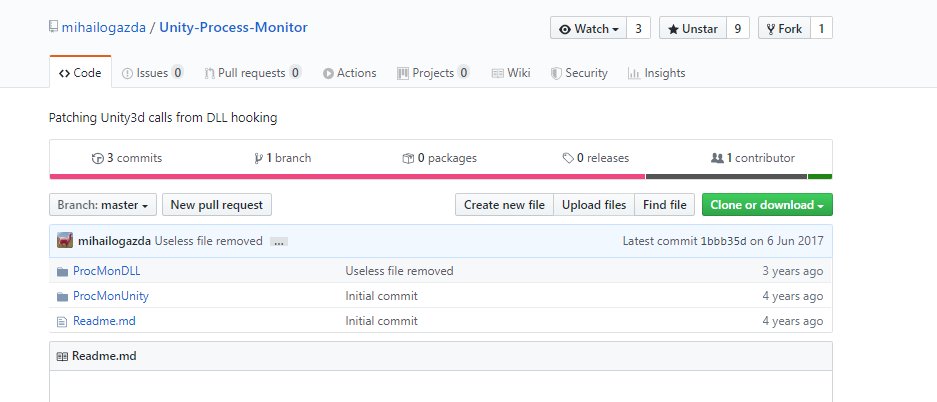 mihailogazda / Unity-Process-Monitor
Watch 3 Unstar 9 Fork 1
Code Issues 0 Pull requests 0 Actions Projects 0 Wiki Security Insights
Patching Unity3d calls from DLL hooking
3 commits 1 branch 0 packages 0 releases 1 contributor
Branch: master New pull request Create new file Upload files Find file Clone or download
mihailogazda Useless file removed ... Latest commit 1bbb35d on 6 Jun 2017
ProcMonDLL Useless file removed 3 years ago
ProcMonUnity Initial commit 4 years ago
Readme.md Initial commit 4 years ago
Readme.md